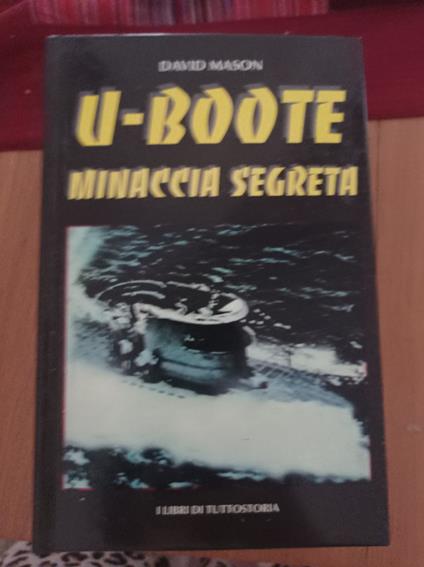 DAVID MASON
U-BOOTE
MINACCIA SEGRETA
I LIBRI DI TUTTOSTORIA